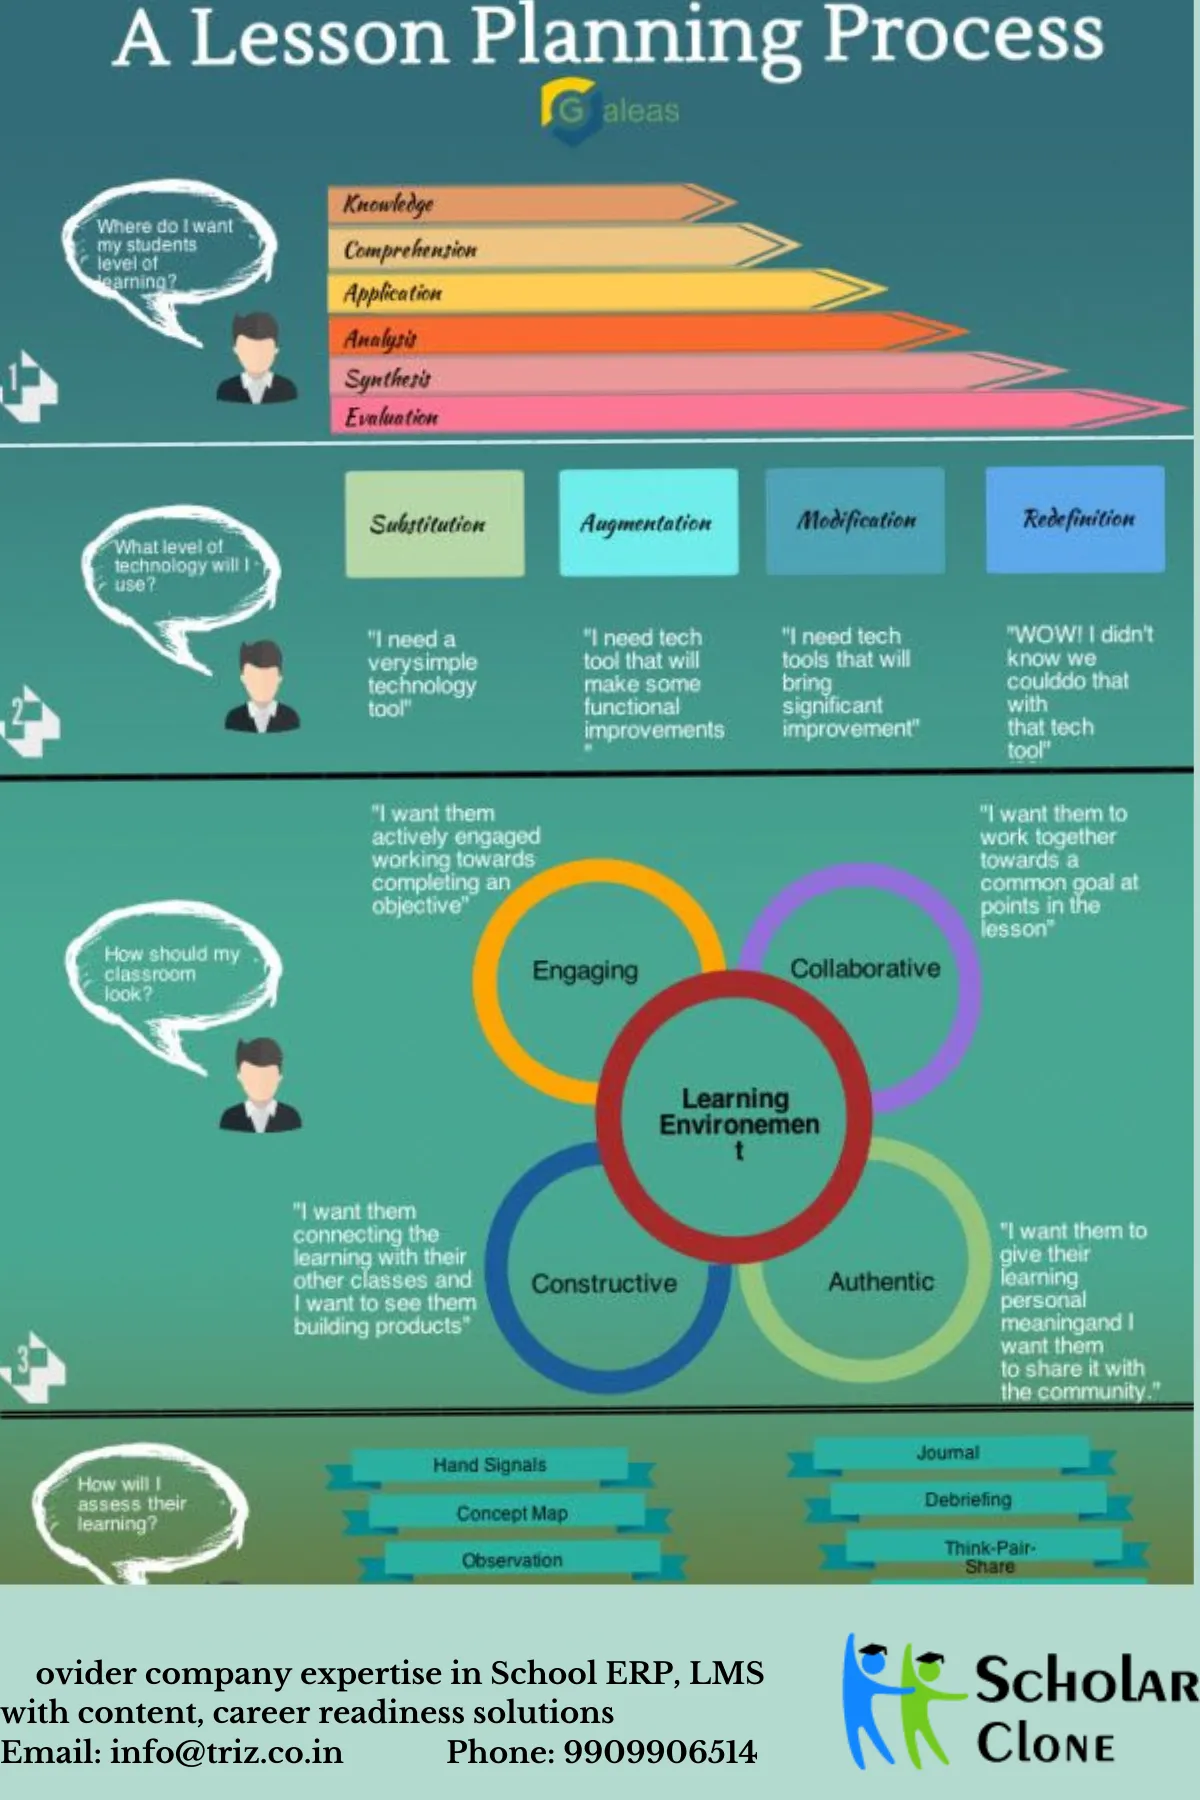 A Lesson Planning Process
G aleas
Where do I want
my students
level of
learning?
Knowledge
Comprehension
Application
Analysis
Synthesis
Evaluation
1
What level of
technology will I
use?
Substitution
Augmentation
Modification
Redefinition
"I need a
verysimple
technology
tool"
"I need tech
tool that will
make some
functional
improvements
"
"I need tech
tools that will
bring
significant
improvement"
"WOW! I didn't
know we
coulddo that
with
that tech
tool"
2
"I want them
actively engaged
working towards
completing an
objective"
"I want them to
work together
towards a
common goal at
points in the
lesson"
How should my
classroom
look?
Engaging
Collaborative
Learning
Environemen
t
Constructive
Authentic
"I want them
connecting the
learning with their
other classes and
I want to see them
building products"
"I want them to
give their
learning
personal
meaningand I
want them
to share it with
the community."
3
How will I
assess their
learning?
Hand Signals
Concept Map
Observation
Journal
Debriefing
Think-Pair-
Share
ovider company expertise in School ERP, LMS
with content, career readiness solutions
Email: info@triz.co.in Phone: 9909906514
Scholar
Clone